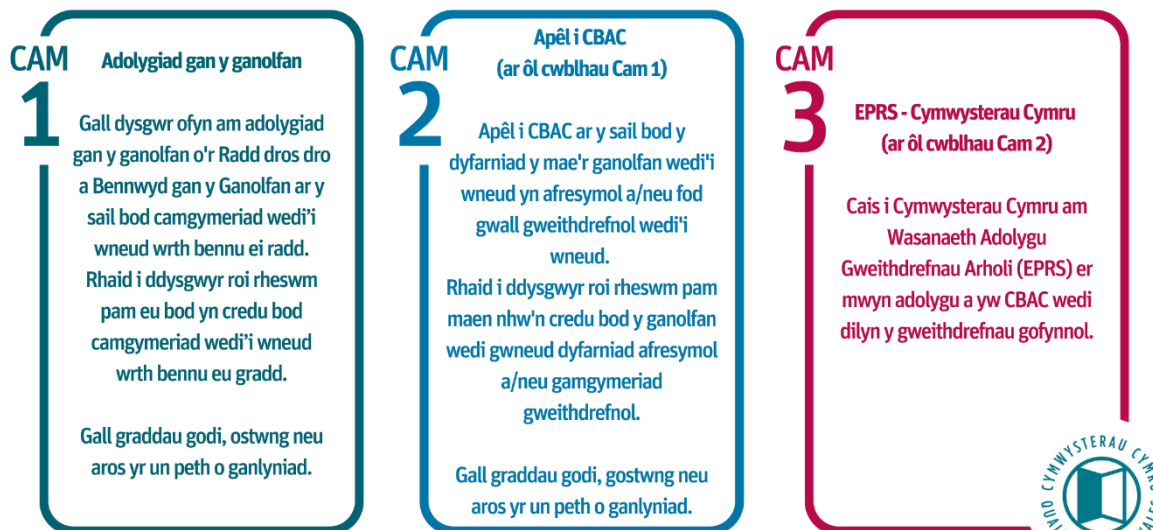 CAM
1
Adolygiad gan y ganolfan
Gall dysgwr ofyn am adolygiad
gan y ganolfan o'r Radd dros dro
a Bennwyd gan y Ganolfan ar y
sail bod camgymeriad wedi'i
wneud wrth bennu ei radd.
Rhaid i ddysgwyr roi rheswm
pam eu bod yn credu bod
camgymeriad wedi'i wneud
wrth bennu eu gradd.
Gall graddau godi, ostwng neu
aros yr un peth o ganlyniad.
CAM
2
Apêl i CBAC
(ar ôl cwblhau Cam 1)
Apêl i CBAC ar y sail bod y
dyfarniad y mae'r ganolfan wedi'i
wneud yn afresymol a/neu fod
gwall gweithdrefnol wedi'i
wneud.
Rhaid i ddysgwyr roi rheswm pam
maen nhw'n credu bod y ganolfan
wedi gwneud dyfarniad afresymol
a/neu gamgymeriad
gweithdrefnol.
Gall graddau godi, gostwng neu
aros yr un peth o ganlyniad.
CAM
3
EPRS - Cymwysterau Cymru
(ar ôl cwblhau Cam 2)
Cais i Cymwysterau Cymru am
Wasanaeth Adolygu
Gweithdrefnau Arholi (EPRS) er
mwyn adolygu a yw CBAC wedi
dilyn y gweithdrefnau gofynnol.
CYMWYSTERAU CYMRU